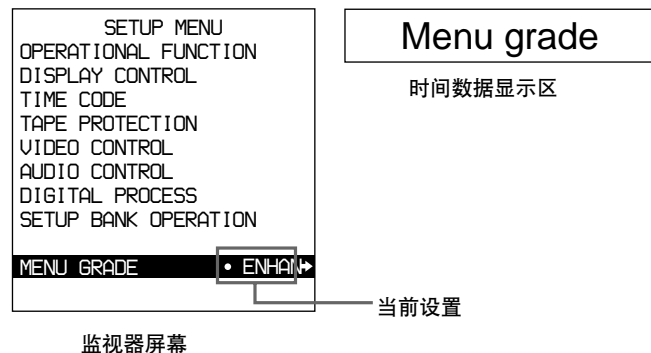 SETUP MENU
OPERATIONAL FUNCTION
DISPLAY CONTROL
TIME CODE
TAPE PROTECTION
VIDEO CONTROL
AUDIO CONTROL
DIGITAL PROCESS
SETUP BANK OPERATION
MENU GRADE • ENHAN➔
监视器屏幕
Menu grade
时间数据显示区
当前设置